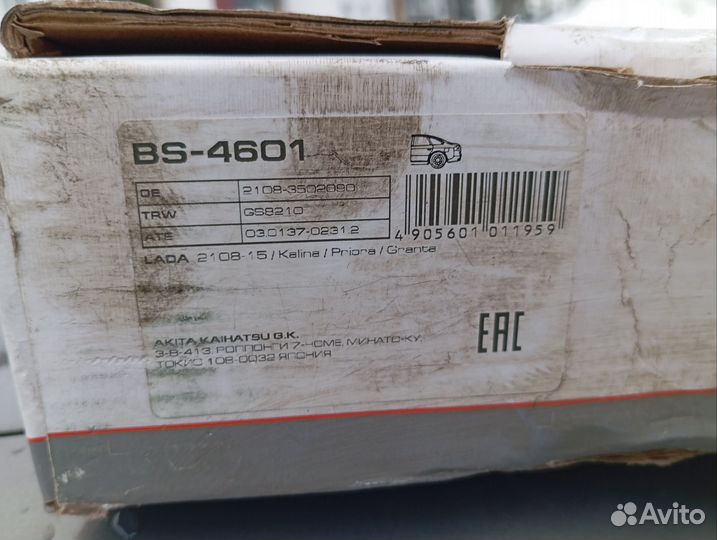 BS-4601
OE 2108-3502090
TRW GS8210
ATE 03.0137-0231.2
4 905601 011959
LADA 2108-15 / Kalina / Priora / Granta
AKITA KAIHATSU G.K.
3-8-413, РОППОНГИ 7-ЧОМЕ, МИНАТО-КУ,
ТОКИО 106-0032 ЯПОНИЯ
EAC
Avito